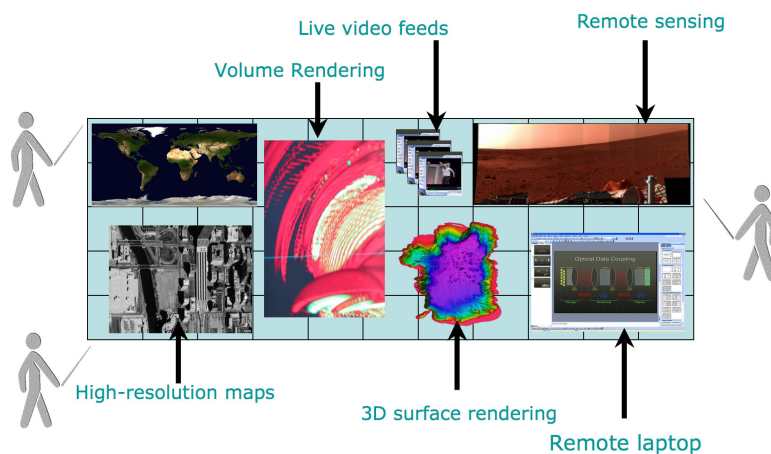 Live video feeds
Remote sensing
Volume Rendering
Optical Data Coupling
High-resolution maps
3D surface rendering
Remote laptop